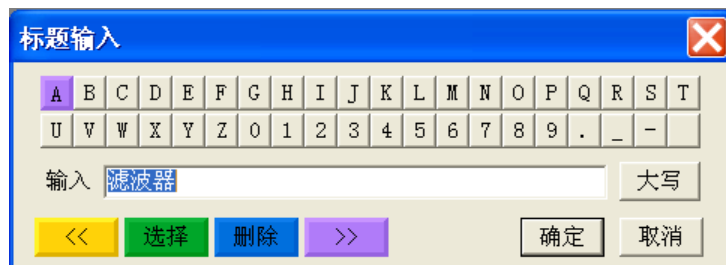 标题输入
A B C D E F G H I J K L M N O P Q R S T
U V W X Y Z 0 1 2 3 4 5 6 7 8 9 . _ -
输入 滤波器 大写
<< 选择 删除 >> 确定 取消